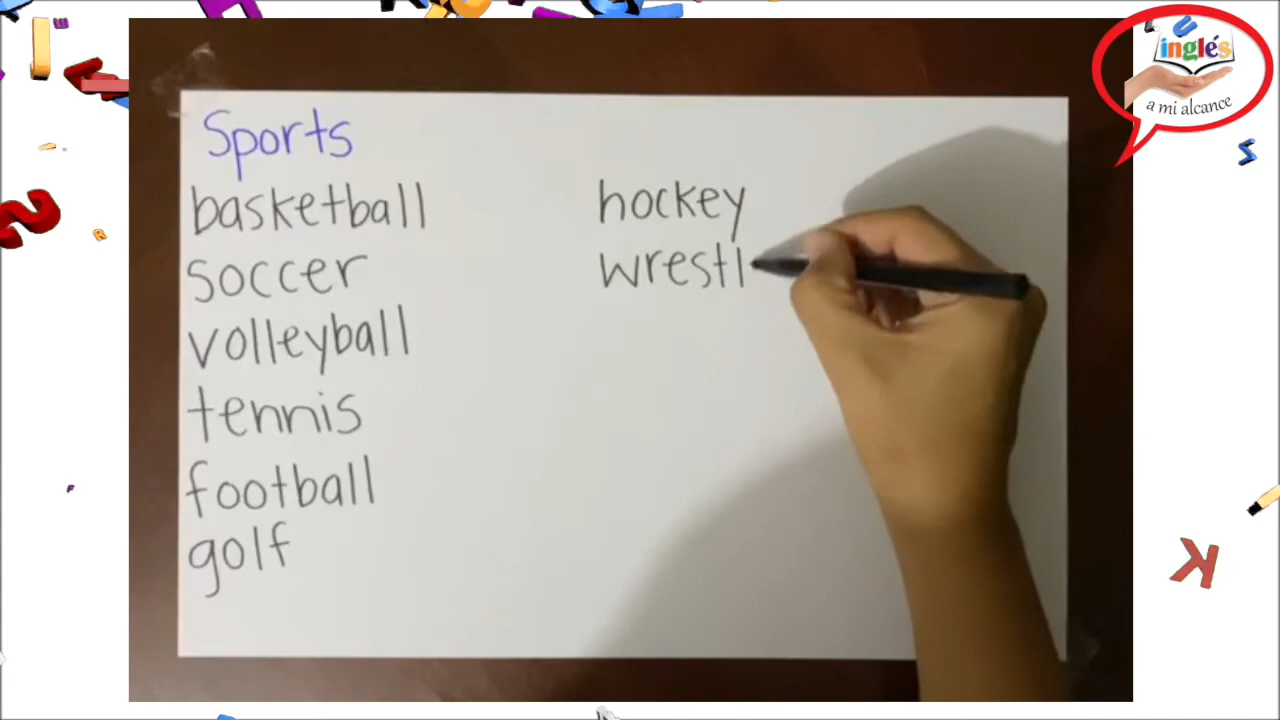 Sports
basketball
soccer
volleyball
tennis
football
golf
hockey
wrestl
inglés
a mi alcance